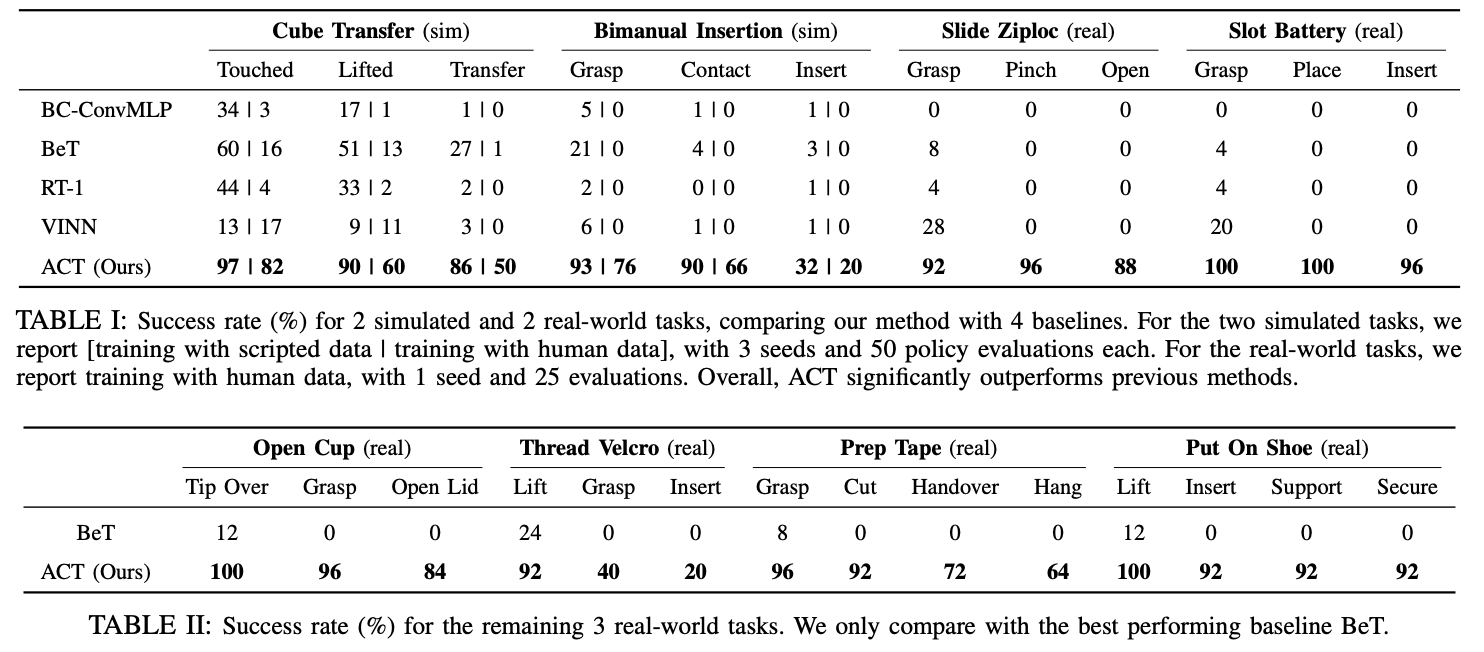 Cube Transfer (sim) Bimanual Insertion (sim) Slide Ziploc (real) Slot Battery (real)
Touched Lifted Transfer Grasp Contact Insert Grasp Pinch Open Grasp Place Insert
BC-ConvMLP 34 | 3 17 | 1 1 | 0 5 | 0 1 | 0 1 | 0 0 0 0 0 0 0
BeT 60 | 16 51 | 13 27 | 1 21 | 0 4 | 0 3 | 0 8 0 0 4 0 0
RT-1 44 | 4 33 | 2 2 | 0 2 | 0 0 | 0 1 | 0 4 0 0 4 0 0
VINN 13 | 17 9 | 11 3 | 0 6 | 0 1 | 0 1 | 0 28 0 0 20 0 0
ACT (Ours) 97 | 82 90 | 60 86 | 50 93 | 76 90 | 66 32 | 20 92 96 88 100 100 96
TABLE I: Success rate (%) for 2 simulated and 2 real-world tasks, comparing our method with 4 baselines. For the two simulated tasks, we
report [training with scripted data | training with human data], with 3 seeds and 50 policy evaluations each. For the real-world tasks, we
report training with human data, with 1 seed and 25 evaluations. Overall, ACT significantly outperforms previous methods.
Open Cup (real) Thread Velcro (real) Prep Tape (real) Put On Shoe (real)
Tip Over Grasp Open Lid Lift Grasp Insert Grasp Cut Handover Hang Lift Insert Support Secure
BeT 12 0 0 24 0 0 8 0 0 0 12 0 0 0
ACT (Ours) 100 96 84 92 40 20 96 92 72 64 100 92 92 92
TABLE II: Success rate (%) for the remaining 3 real-world tasks. We only compare with the best performing baseline BeT.